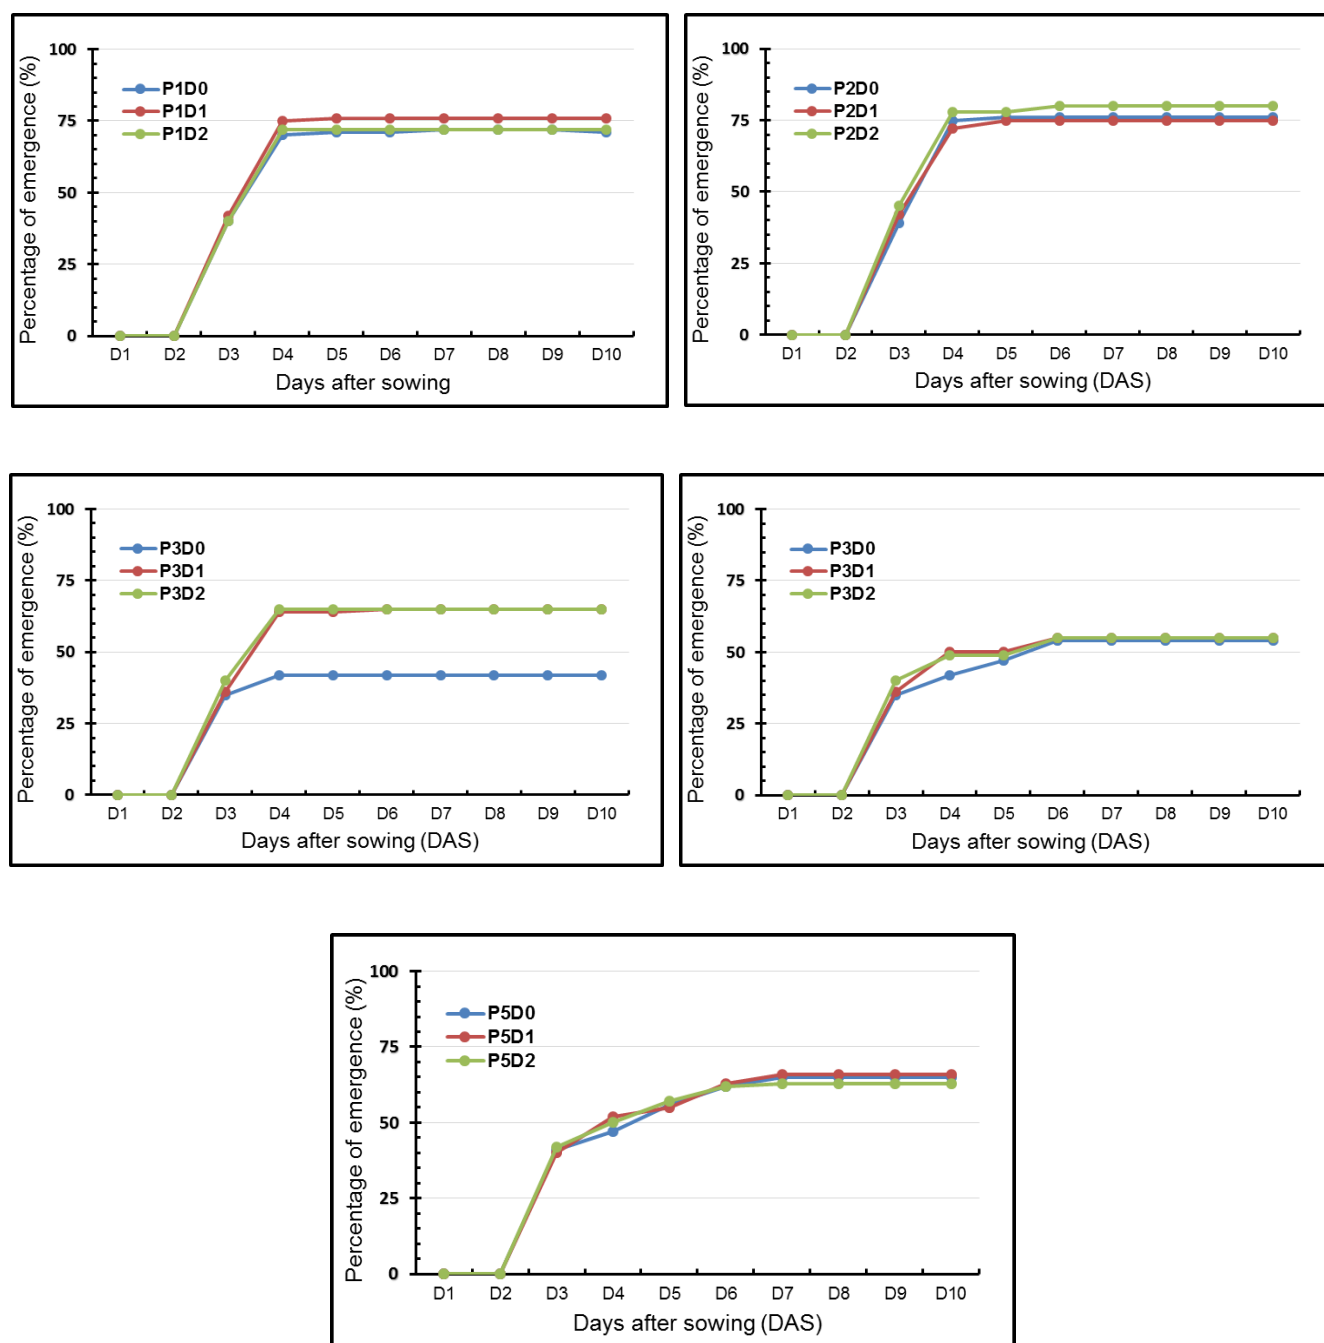 Percentage of emergence (%)
100
75
50
25
0
P1D0
P1D1
P1D2
D1 D2 D3 D4 D5 D6 D7 D8 D9 D10
Days after sowing
Percentage of emergence (%)
100
75
50
25
0
P2D0
P2D1
P2D2
D1 D2 D3 D4 D5 D6 D7 D8 D9 D10
Days after sowing (DAS)
Percentage of emergence (%)
100
75
50
25
0
P3D0
P3D1
P3D2
D1 D2 D3 D4 D5 D6 D7 D8 D9 D10
Days after sowing (DAS)
Percentage of emergence (%)
100
75
50
25
0
P3D0
P3D1
P3D2
D1 D2 D3 D4 D5 D6 D7 D8 D9 D10
Days after sowing (DAS)
Percentage of emergence (%)
100
75
50
25
0
P5D0
P5D1
P5D2
D1 D2 D3 D4 D5 D6 D7 D8 D9 D10
Days after sowing (DAS)